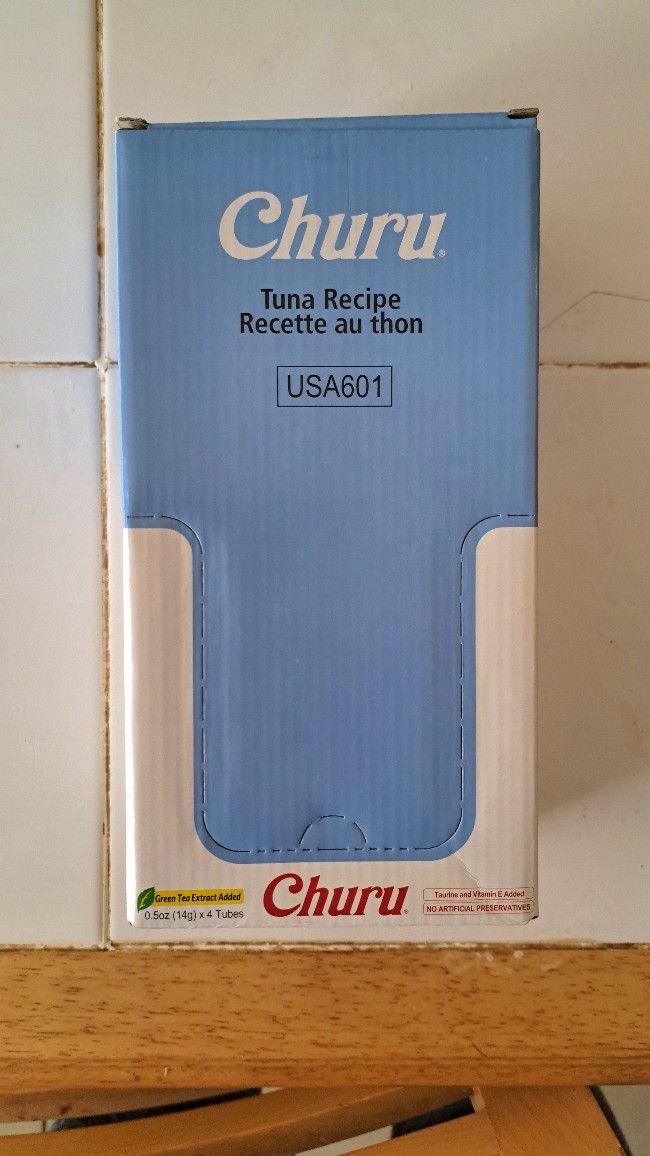 Churu®
Tuna Recipe
Recette au thon
USA601
Green Tea Extract Added
0.5oz (14g) x 4 Tubes
Churu®
Taurine and Vitamin E Added
NO ARTIFICIAL PRESERVATIVES